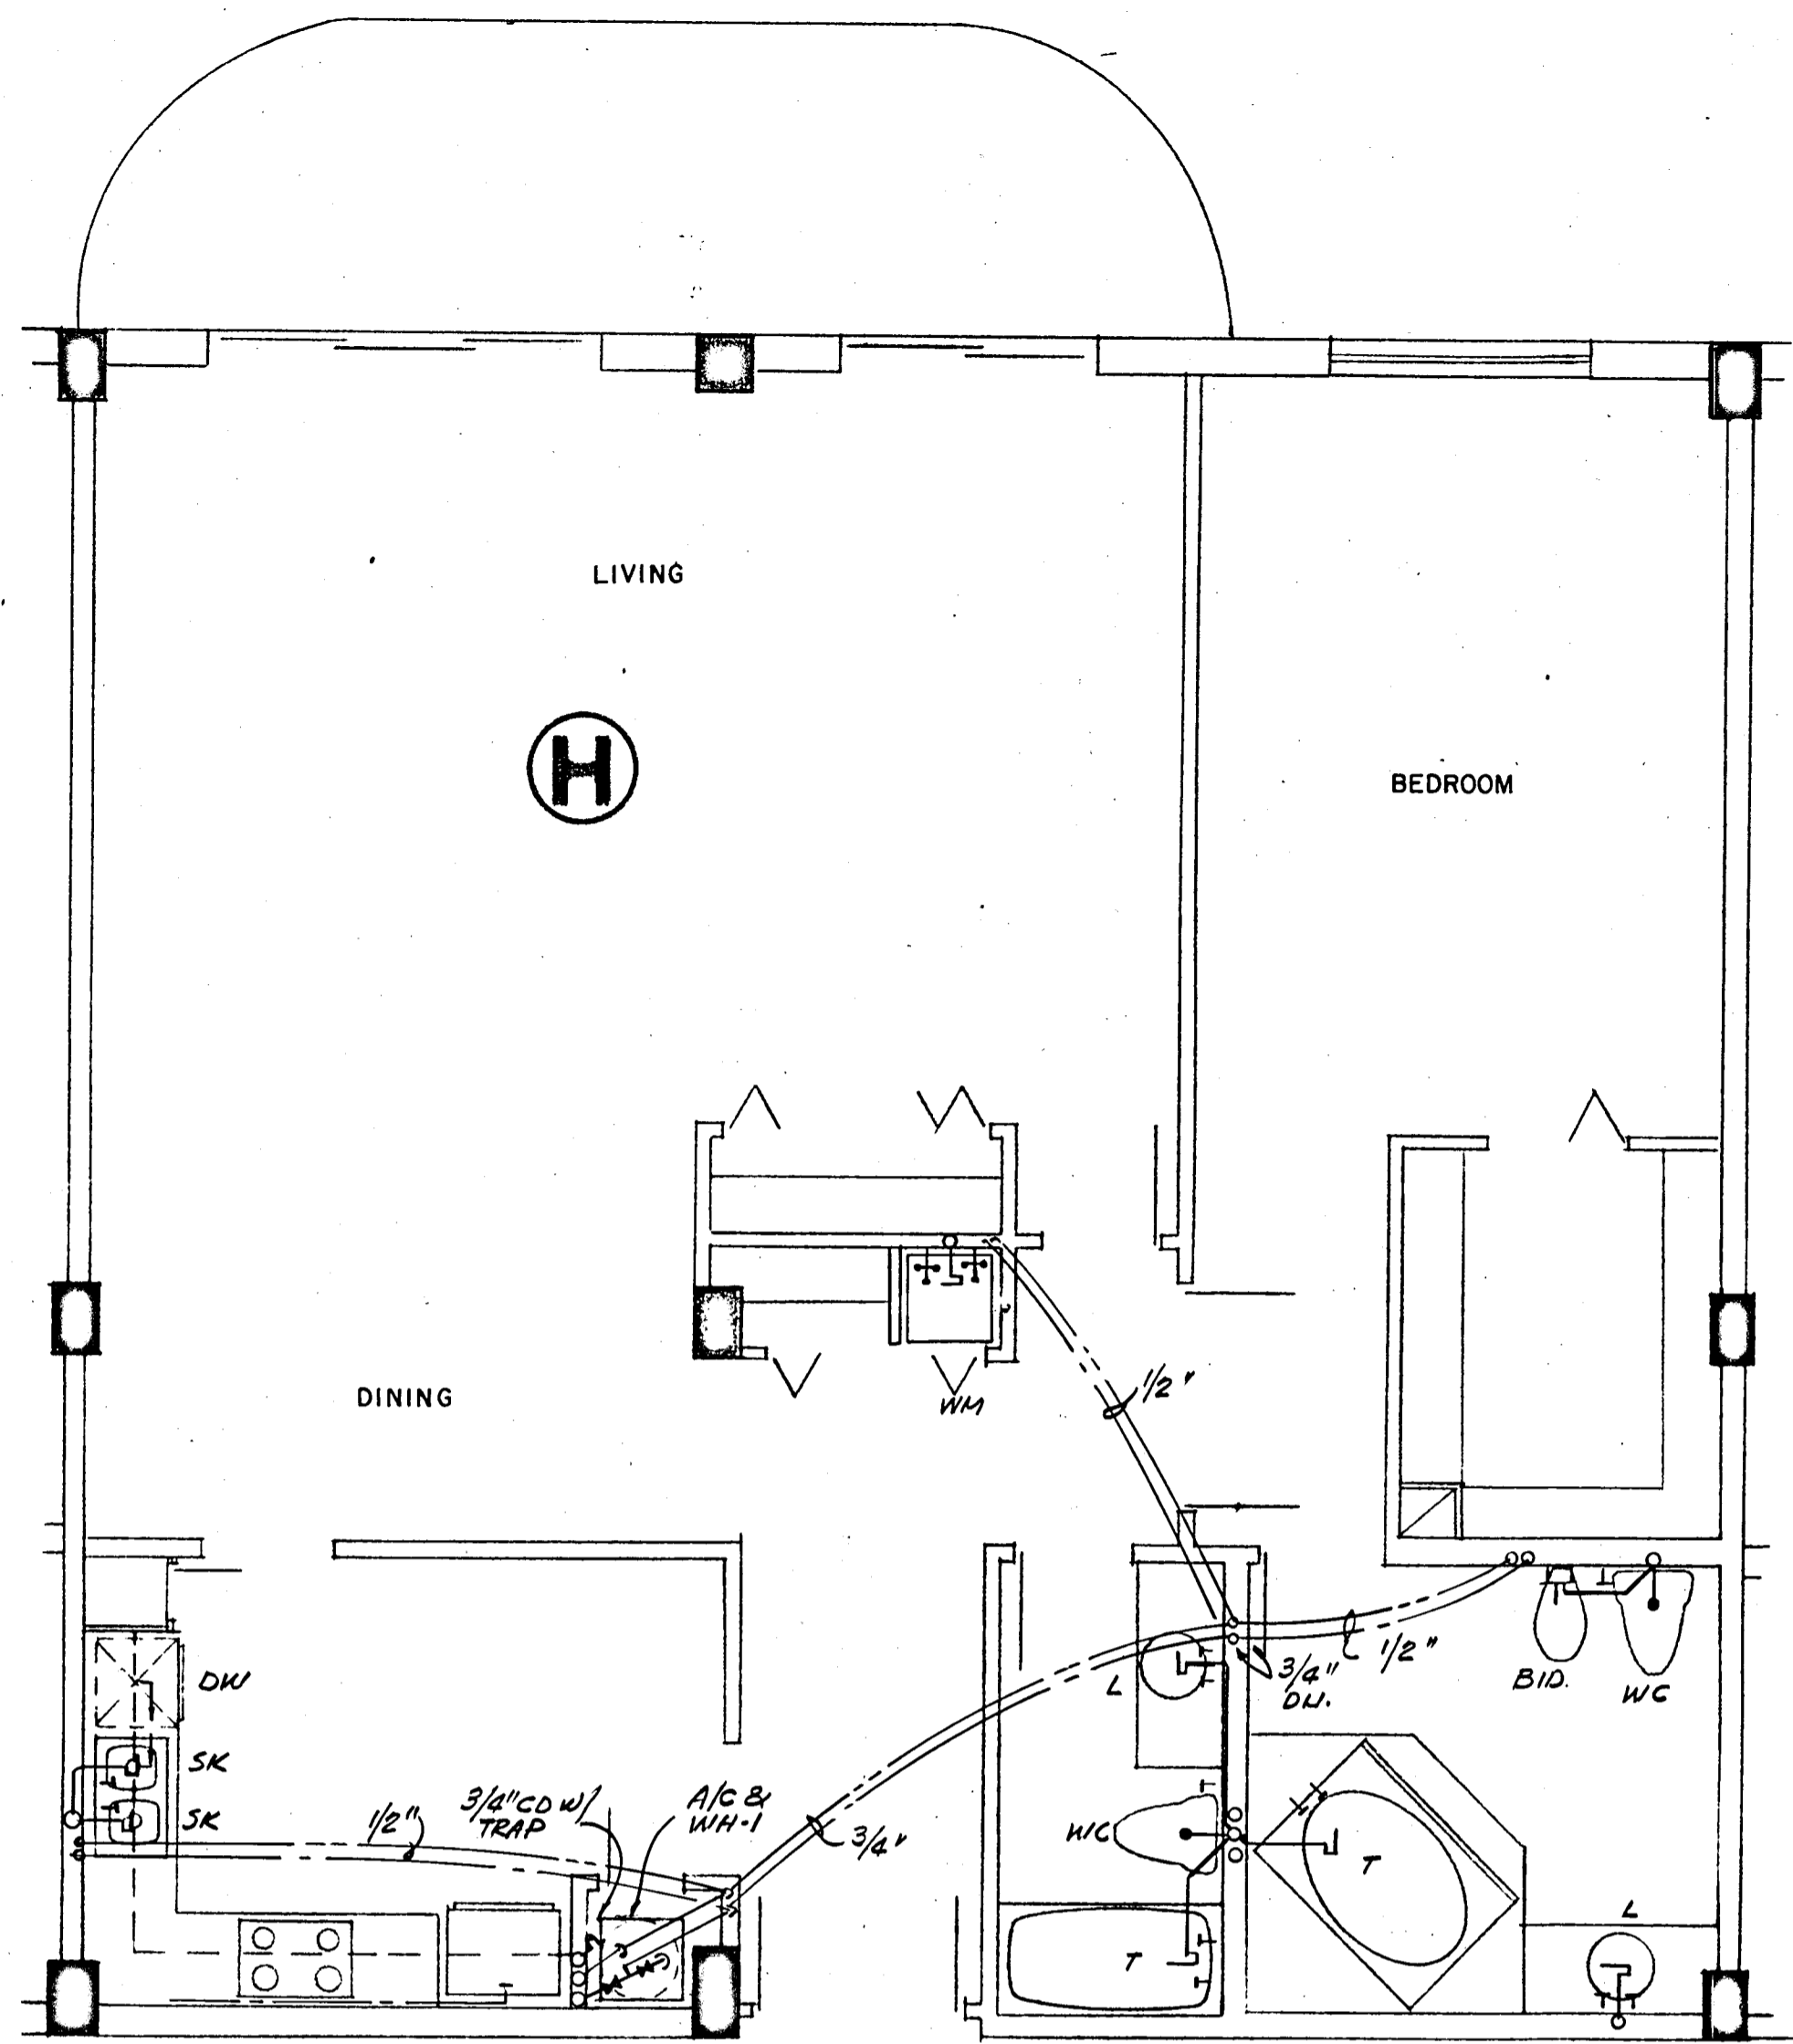 LIVING
H
BEDROOM
DINING
WM
1/2"
1/2"
3/4"
DN.
L
BID.
WC
DW
SK
SK
1/2"
3/4" CD W/
TRAP
A/C &
WH-1
3/4"
WC
T
T
L